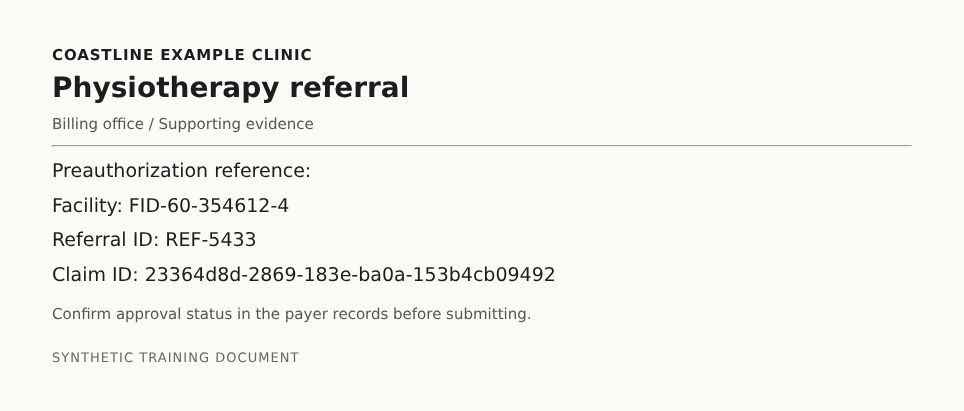 COASTLINE EXAMPLE CLINIC
Physiotherapy referral
Billing office / Supporting evidence
Preauthorization reference:
Facility: FID-60-354612-4
Referral ID: REF-5433
Claim ID: 23364d8d-2869-183e-ba0a-153b4cb09492
Confirm approval status in the payer records before submitting.
SYNTHETIC TRAINING DOCUMENT